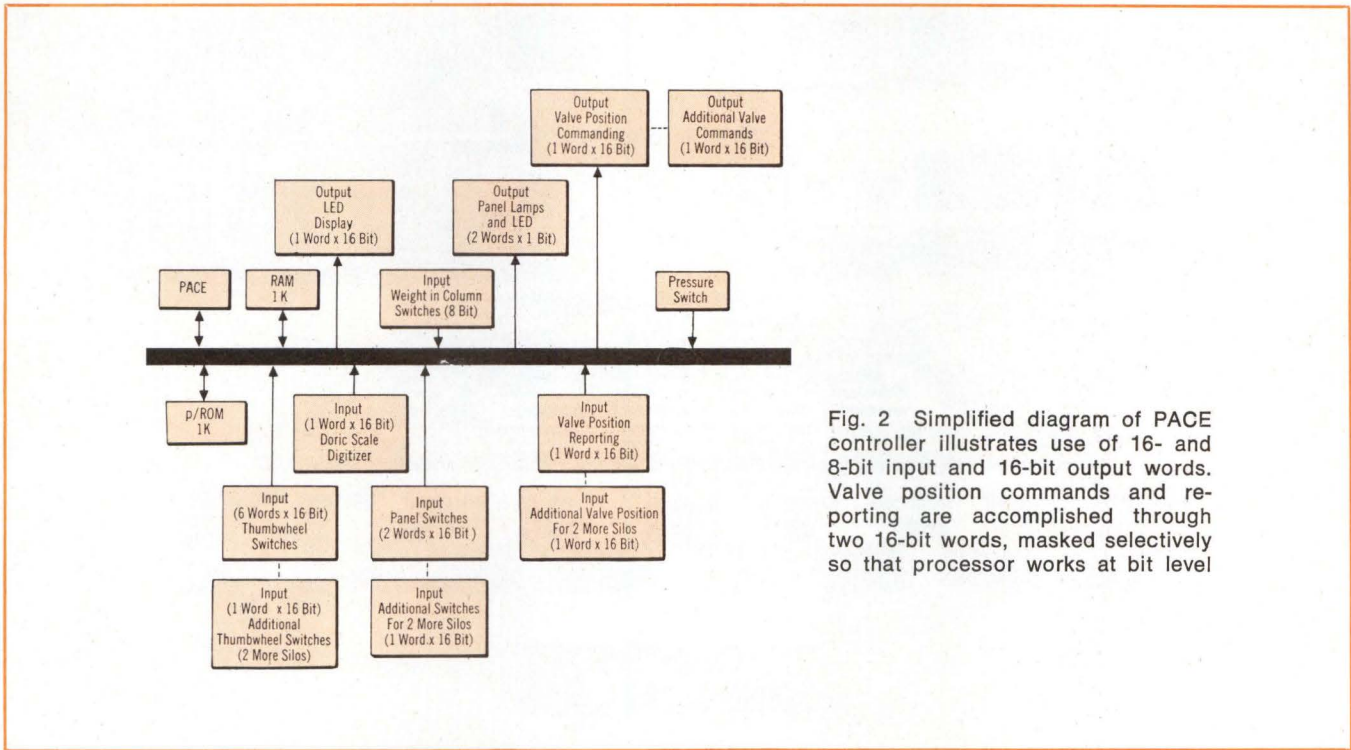 Output
Valve Position
Commanding
(1 Word x 16 Bit)
Output
Additional Valve
Commands
(1 Word x 16 Bit)
Output
LED
Display
(1 Word x 16 Bit)
Output
Panel Lamps
and LED
(2 Words x 1 Bit)
PACE
RAM
1 K
Input
Weight in Column
Switches (8 Bit)
Pressure
Switch
p/ROM
1K
Input
(1 Word x 16 Bit)
Doric Scale
Digitizer
Input
Valve Position
Reporting
(1 Word x 16 Bit)
Input
(6 Words x 16 Bit)
Thumbwheel
Switches
Input
Panel Switches
(2 Words x 16 Bit)
Input
Additional Valve Position
For 2 More Silos
(1 Word x 16 Bit)
Input
(1 Word x 16 Bit)
Additional
Thumbwheel Switches
(2 More Silos)
Input
Additional Switches
For 2 More Silos
(1 Word.x 16 Bit)
Fig. 2 Simplified diagram of PACE
controller illustrates use of 16- and
8-bit input and 16-bit output words.
Valve position commands and re-
porting are accomplished through
two 16-bit words, masked selectively
so that processor works at bit level